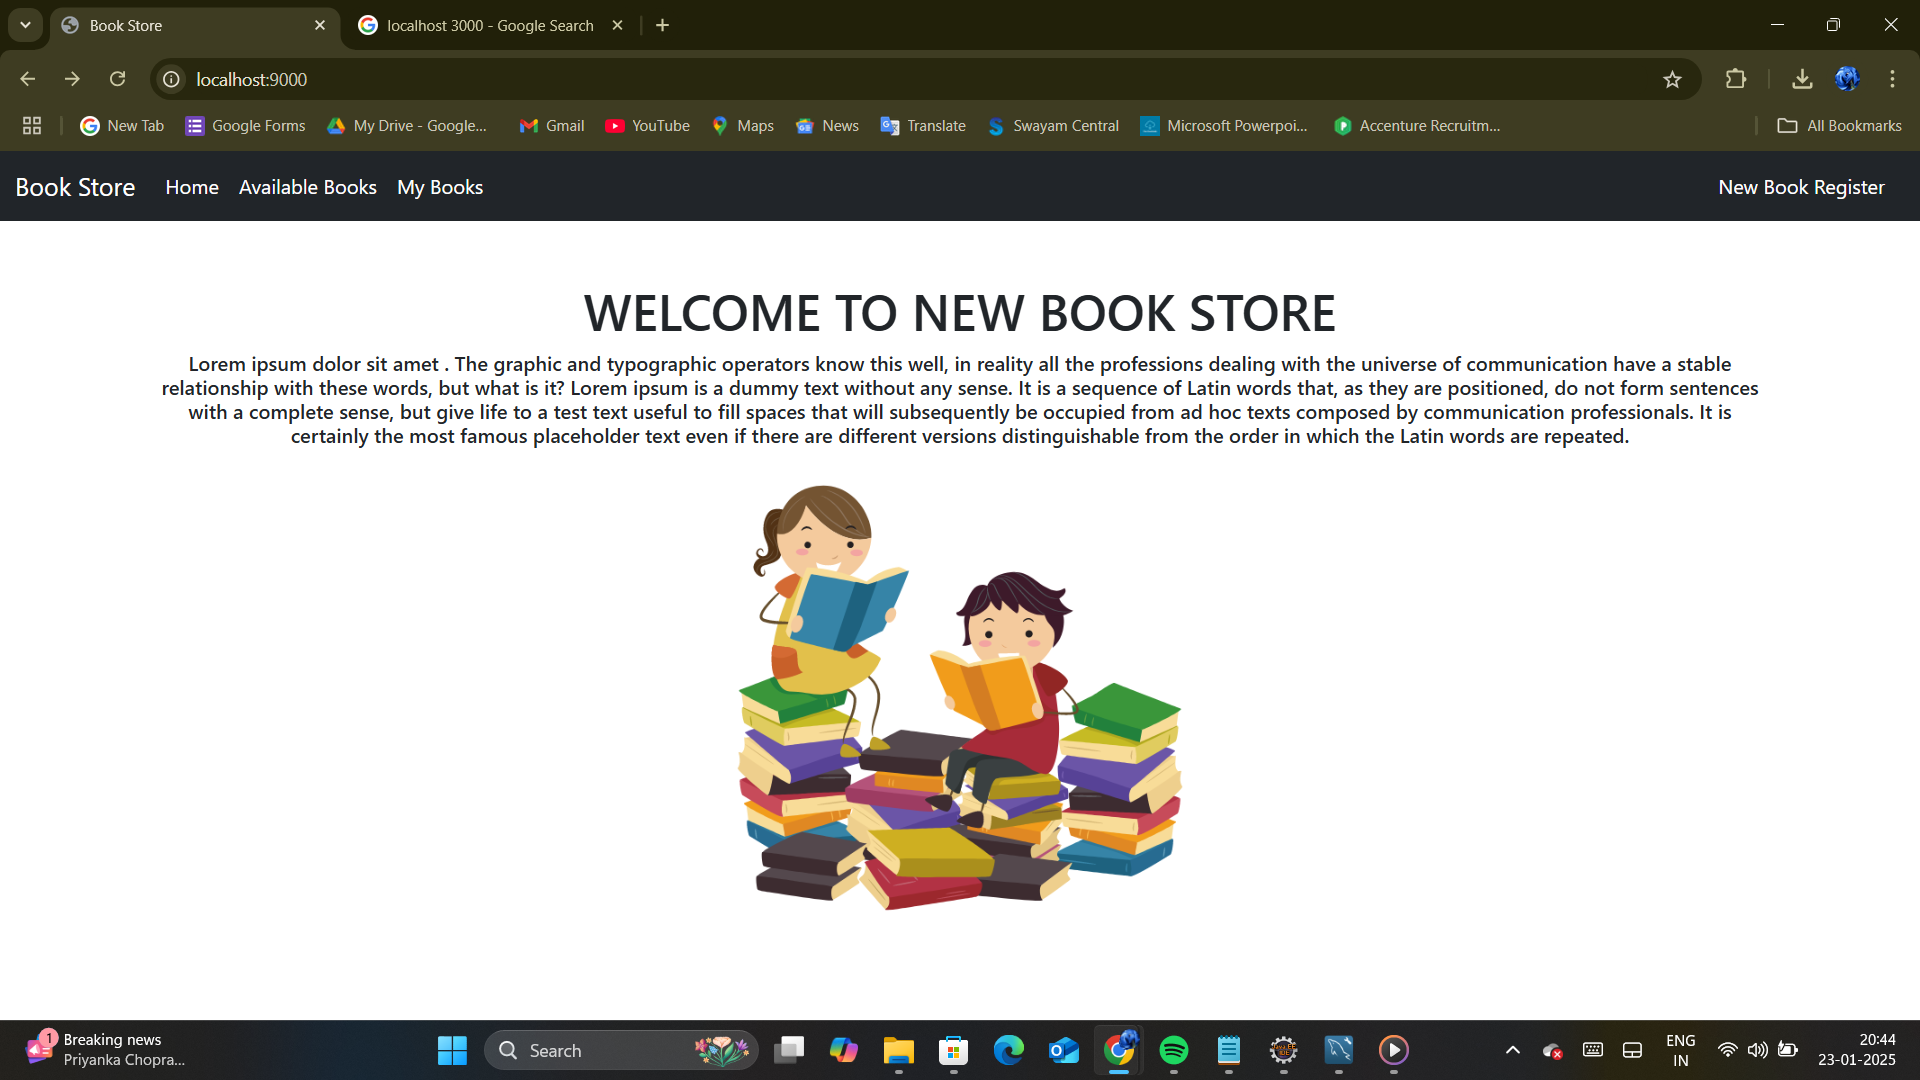 Book Store
localhost 3000 - Google Search
localhost:9000
New Tab
Google Forms
My Drive - Google...
Gmail
YouTube
Maps
News
Translate
Swayam Central
Microsoft Powerpoi...
Accenture Recruitm...
All Bookmarks
Book Store
Home
Available Books
My Books
New Book Register
WELCOME TO NEW BOOK STORE
Lorem ipsum dolor sit amet . The graphic and typographic operators know this well, in reality all the professions dealing with the universe of communication have a stable
relationship with these words, but what is it? Lorem ipsum is a dummy text without any sense. It is a sequence of Latin words that, as they are positioned, do not form sentences
with a complete sense, but give life to a test text useful to fill spaces that will subsequently be occupied from ad hoc texts composed by communication professionals. It is
certainly the most famous placeholder text even if there are different versions distinguishable from the order in which the Latin words are repeated.
1
Breaking news
Priyanka Chopra...
Search
ENG
IN
20:44
23-01-2025